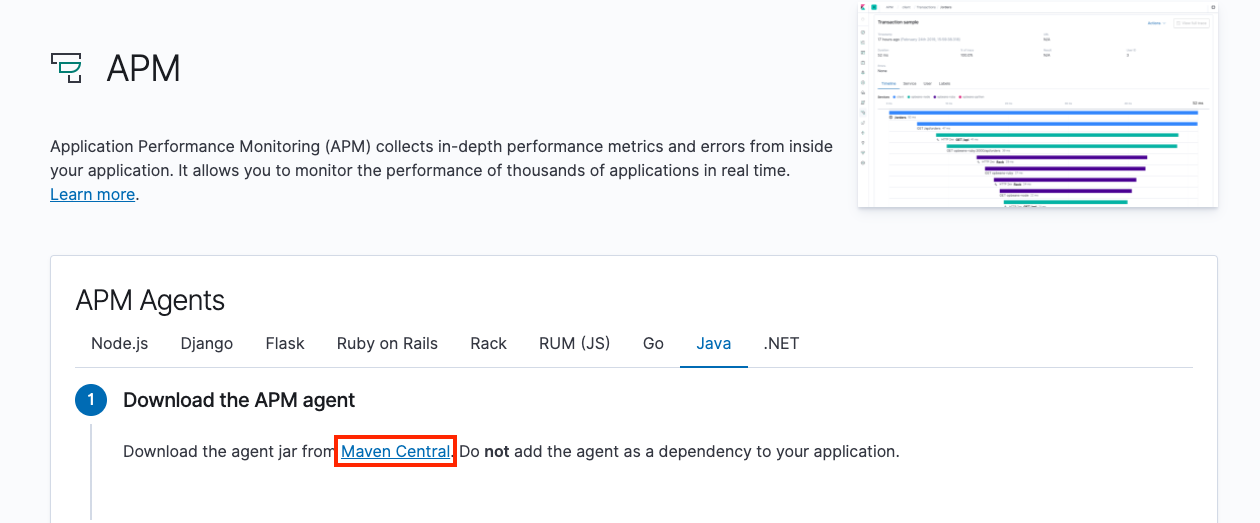 APM
Application Performance Monitoring (APM) collects in-depth performance metrics and errors from inside
your application. It allows you to monitor the performance of thousands of applications in real time.
Learn more.
Transaction sample
APM Agents
Node.js Django Flask Ruby on Rails Rack RUM (JS) Go Java .NET
1 Download the APM agent
Download the agent jar from Maven Central. Do not add the agent as a dependency to your application.